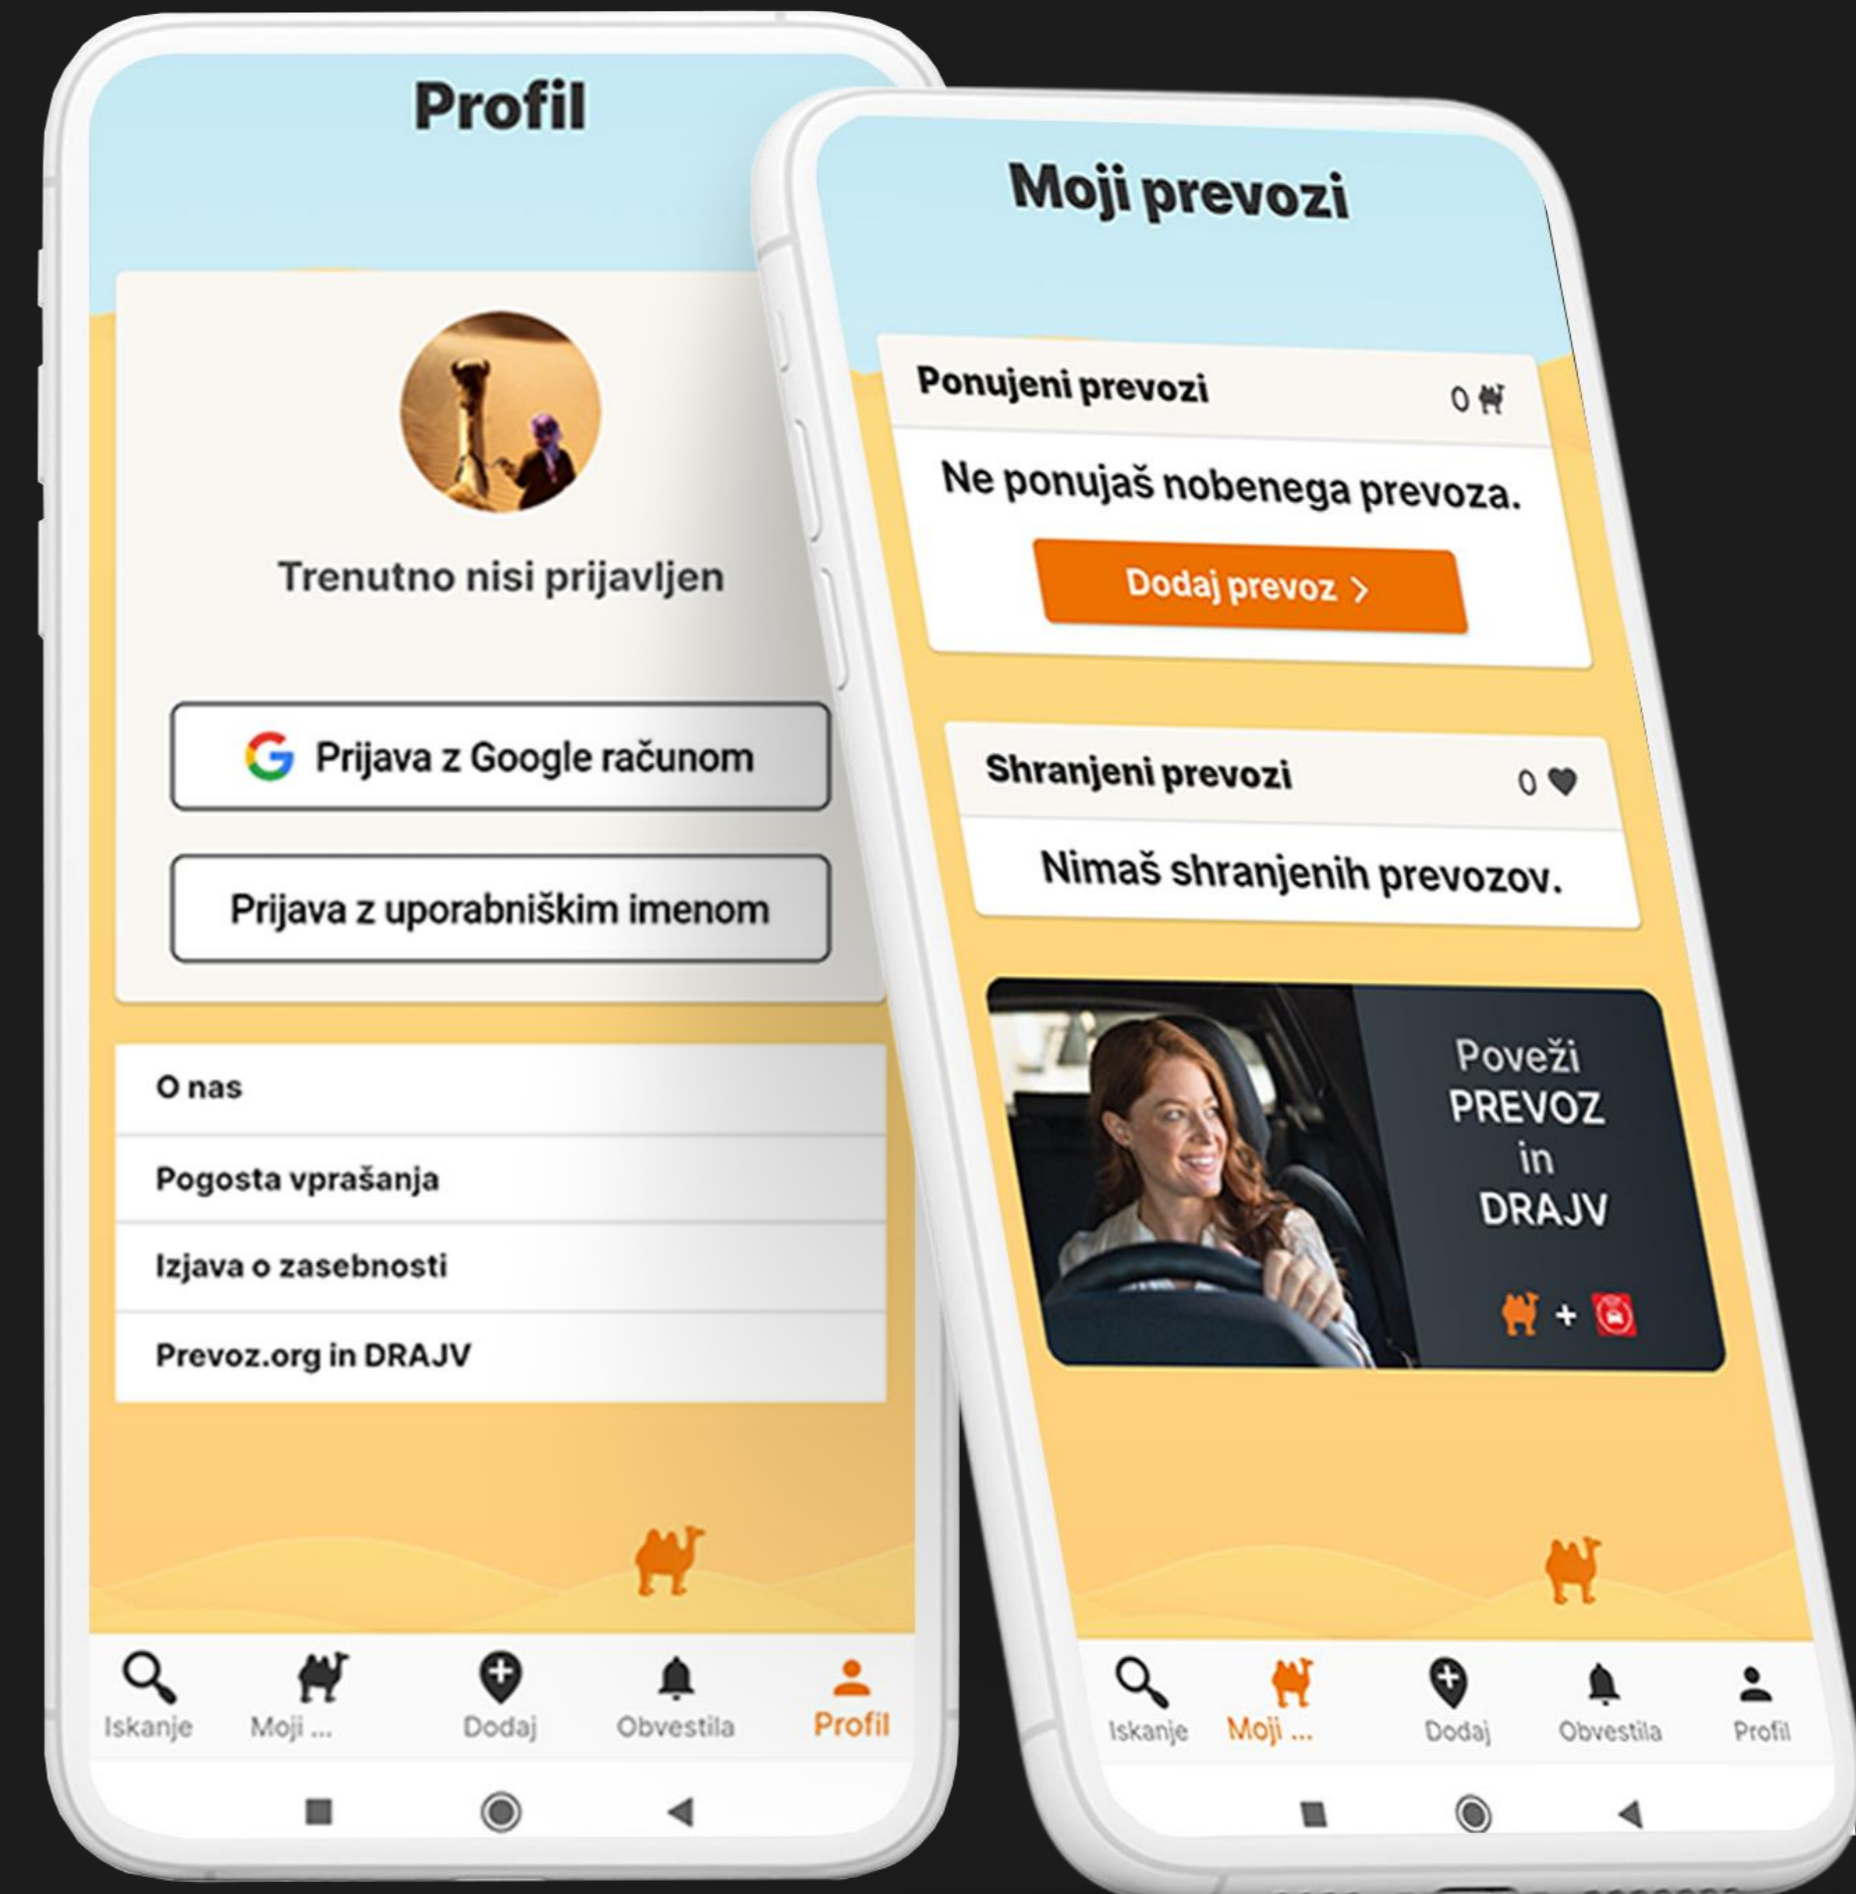 Profil
Trenutno nisi prijavljen
Prijava z Google računom
Prijava z uporabniškim imenom
O nas
Pogosta vprašanja
Izjava o zasebnosti
Prevoz.org in DRAJV
Iskanje
Moji ...
Dodaj
Obvestila
Profil
Moji prevozi
Ponujeni prevozi 0
Ne ponujaš nobenega prevoza.
Dodaj prevoz >
Shranjeni prevozi 0
Nimaš shranjenih prevozov.
Poveži
PREVOZ
in
DRAJV
+
Iskanje
Moji ...
Dodaj
Obvestila
Profil